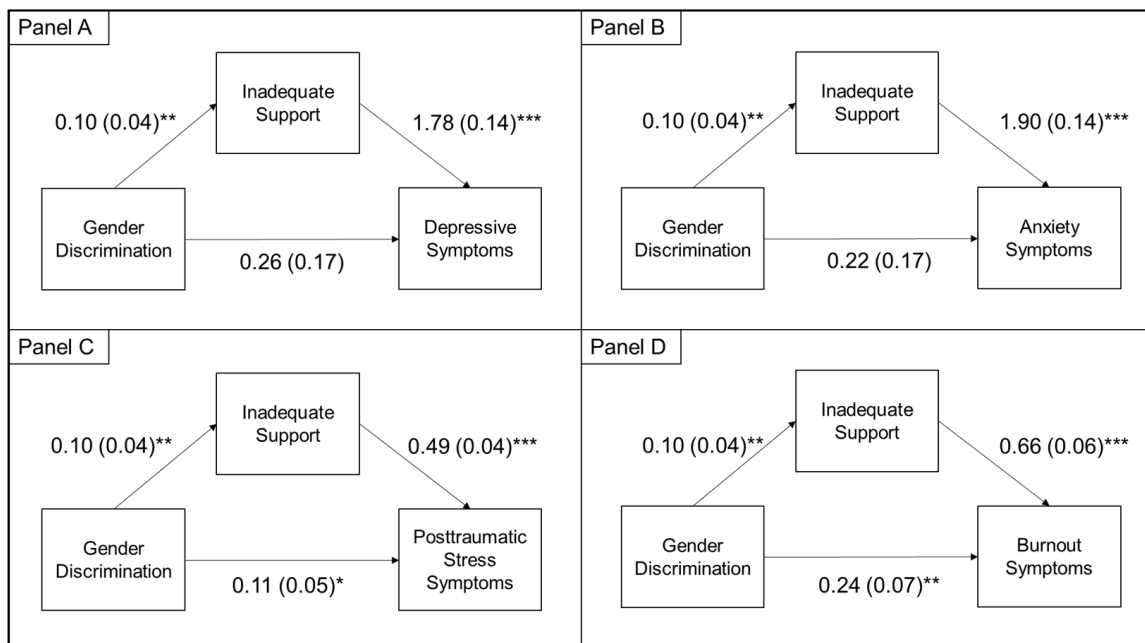 Panel A
Inadequate
Support
0.10 (0.04)**
1.78 (0.14)***
Gender
Discrimination
Depressive
Symptoms
0.26 (0.17)
Panel B
Inadequate
Support
0.10 (0.04)**
1.90 (0.14)***
Gender
Discrimination
Anxiety
Symptoms
0.22 (0.17)
Panel C
Inadequate
Support
0.10 (0.04)**
0.49 (0.04)***
Gender
Discrimination
Posttraumatic
Stress
Symptoms
0.11 (0.05)*
Panel D
Inadequate
Support
0.10 (0.04)**
0.66 (0.06)***
Gender
Discrimination
Burnout
Symptoms
0.24 (0.07)**